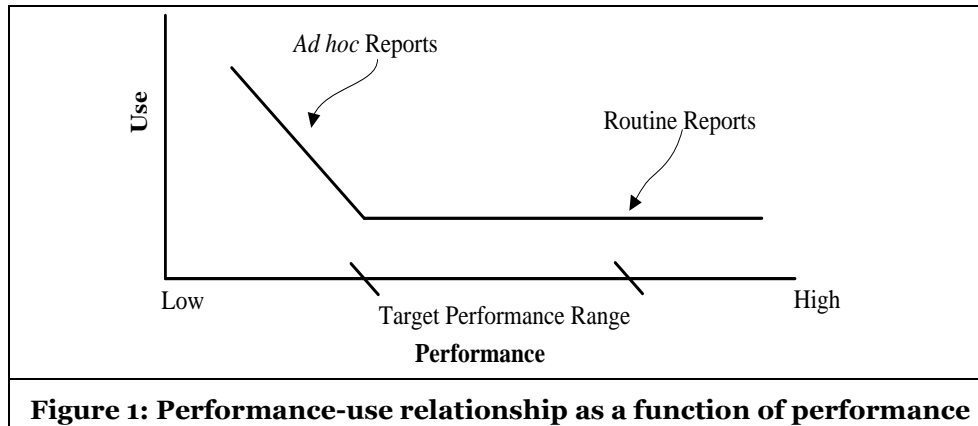 Ad hoc Reports
Use
Routine Reports
Low
High
Target Performance Range
Performance
Figure 1: Performance-use relationship as a function of performance